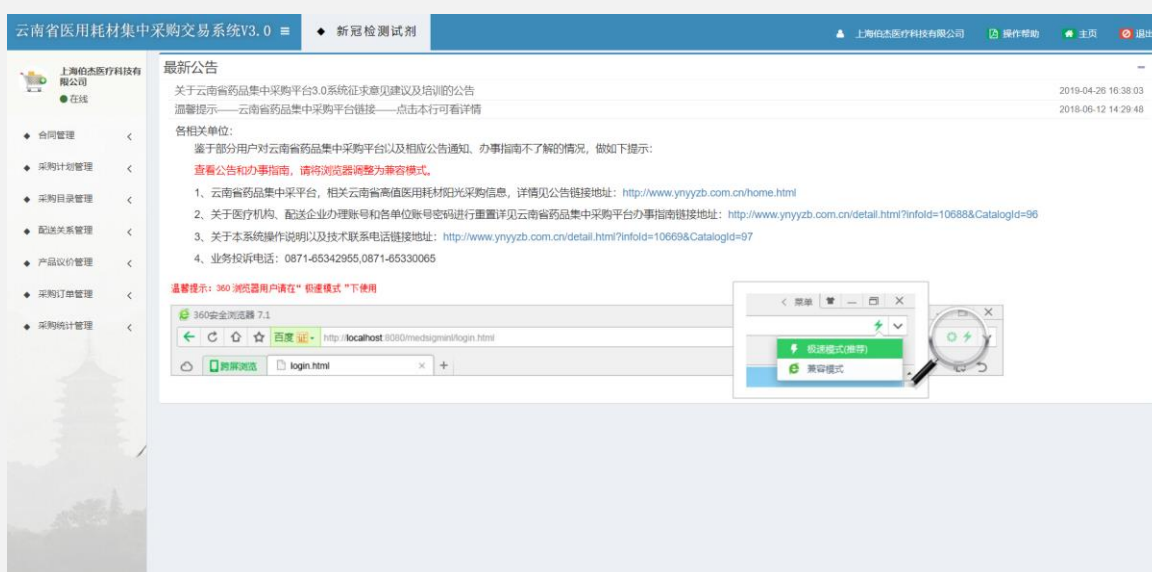 云南省医用耗材集中采购交易系统V3.0
新冠检测试剂
上海伯杰医疗科技有限公司
操作帮助
主页
退出
上海伯杰医疗科技有
限公司
在线
合同管理
采购计划管理
采购目录管理
配送关系管理
产品议价管理
采购订单管理
采购统计管理
最新公告
关于云南省药品集中采购平台3.0系统征求意见建议及培训的公告 2019-04-26 16:38:03
温馨提示——云南省药品集中采购平台链接——点击本行可看详情 2018-06-12 14:29:48
各相关单位:
鉴于部分用户对云南省药品集中采购平台以及相应公告通知、办事指南不了解的情况，做如下提示:
查看公告和办事指南，请将浏览器调整为兼容模式。
1、云南省药品集中采平台，相关云南省高值医用耗材阳光采购信息，详情见公告链接地址：http://www.ynyyzb.com.cn/home.html
2、关于医疗机构、配送企业办理账号和各单位账号密码进行重置详见云南省药品集中采购平台办事指南链接地址：http://www.ynyyzb.com.cn/detail.html?infoId=10688&CatalogId=96
3、关于本系统操作说明以及技术联系电话链接地址：http://www.ynyyzb.com.cn/detail.html?infoId=10669&CatalogId=97
4、业务投诉电话：0871-65342955,0871-65330065
温馨提示：360 浏览器用户请在“ 极速模式 ”下使用
360安全浏览器 7.1
百度 证 http://localhost:8080/medsigminl/login.html
跨屏浏览 login.html
菜单
极速模式(推荐)
兼容模式